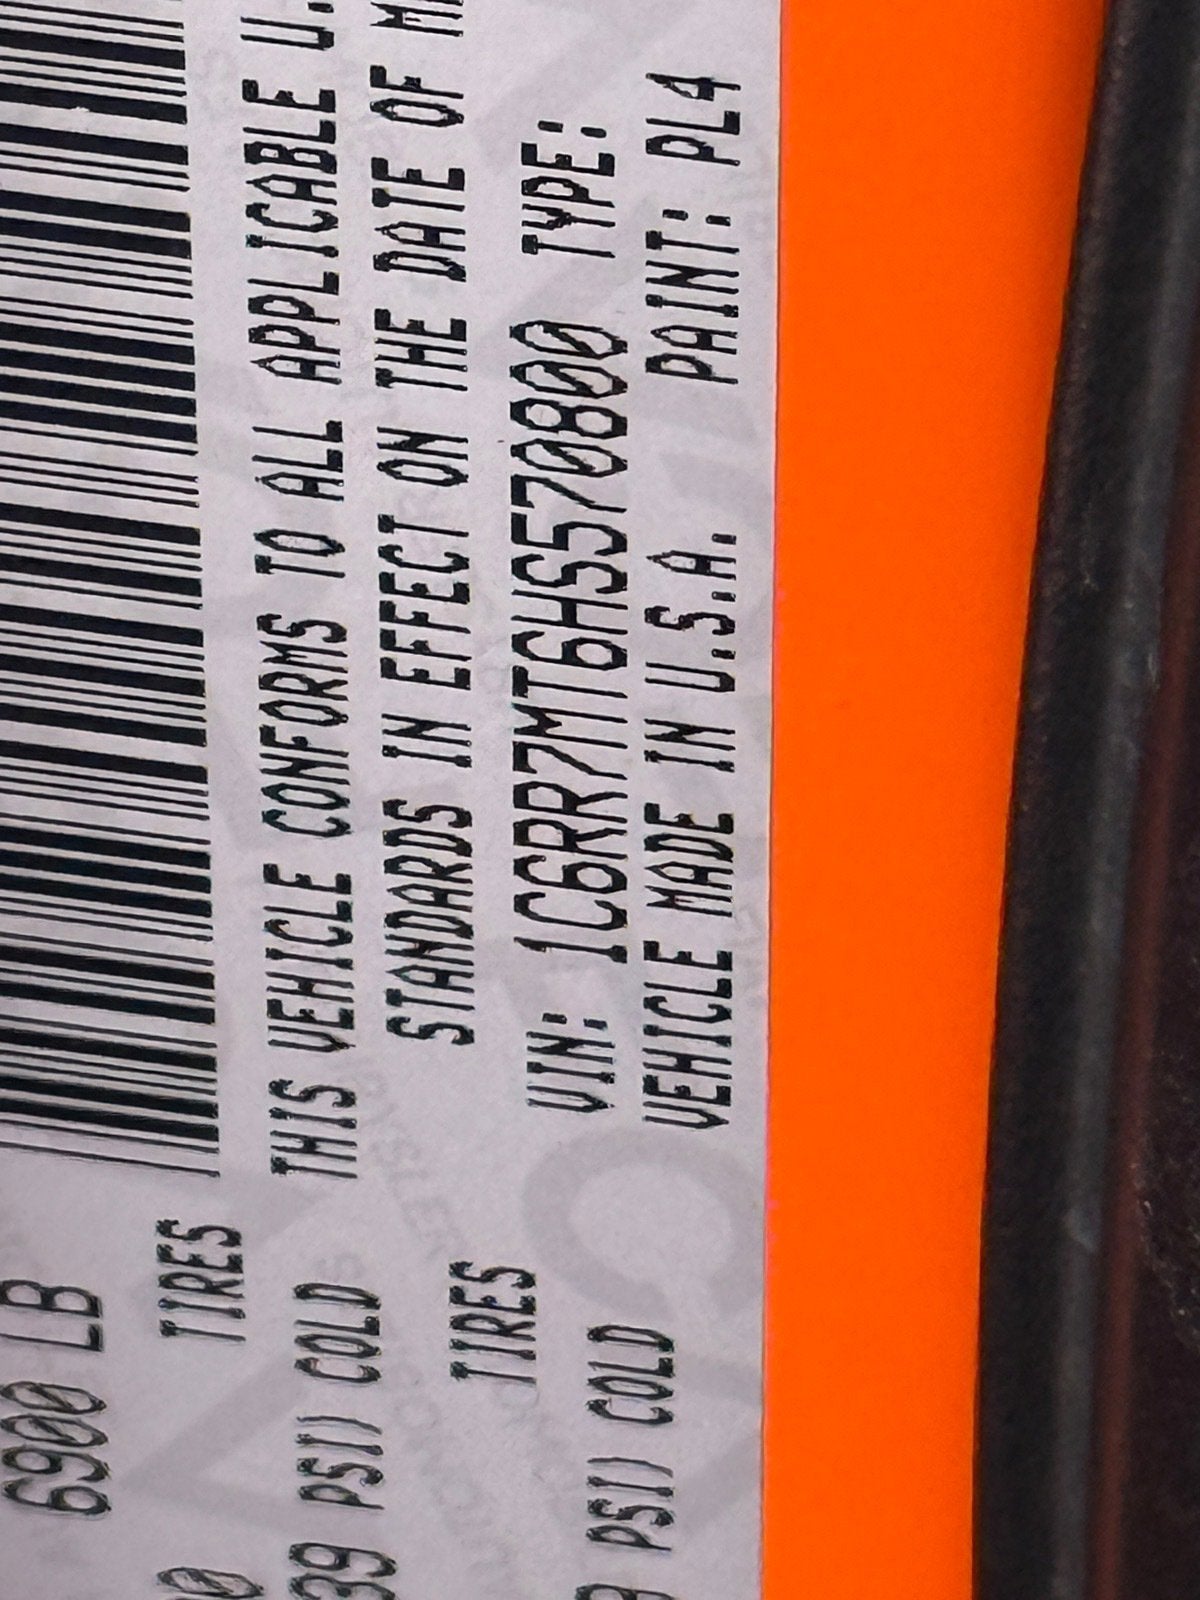 6900 LB
TIRES
39 PSI) COLD
TIRES
PSI) COLD
THIS VEHICLE CONFORMS TO ALL APPLICABLE U.
STANDARDS IN EFFECT ON THE DATE OF
VIN: 1C6RR7MT6HS570800 TYPE:
VEHICLE MADE IN U.S.A. PAINT: PL4